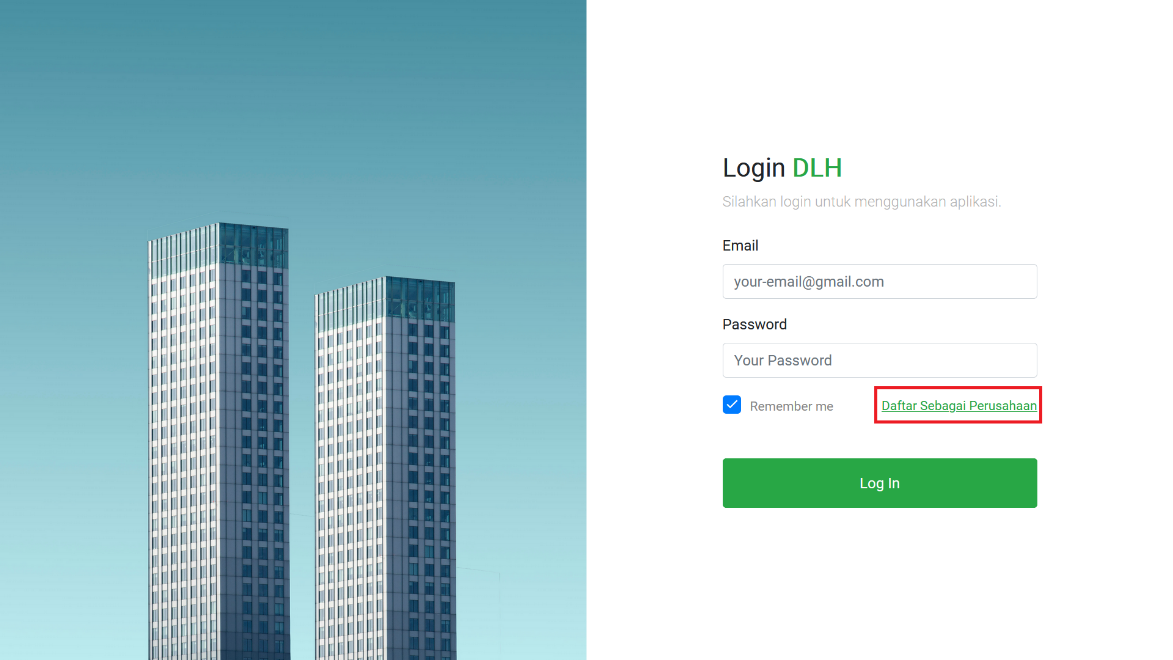 Login DLH
Silahkan login untuk menggunakan aplikasi.
Email
your-email@gmail.com
Password
Your Password
Remember me
Daftar Sebagai Perusahaan
Log In